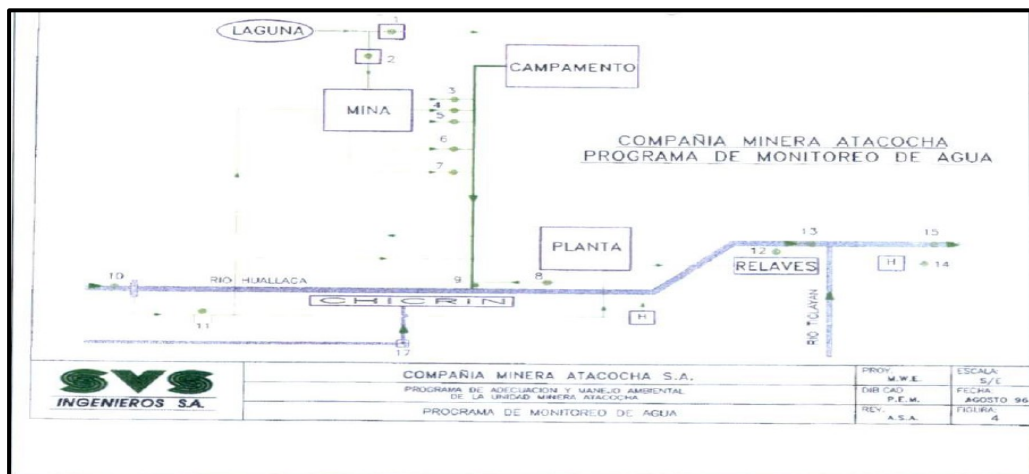 1
LAGUNA
2
CAMPAMENTO
3
MINA
4
5
COMPAÑIA MINERA ATACOCHA
PROGRAMA DE MONITOREO DE AGUA
6
7
PLANTA
13
15
12
RELAVES
H
14
10
RIO HUALLAGA
9
8
CHICRIN
11
H
RIO TICLAYAN
17
SVS
INGENIEROS S.A.
COMPAÑIA MINERA ATACOCHA S.A.
PROGRAMA DE ADECUACION Y MANEJO AMBIENTAL
DE LA UNIDAD MINERA ATACOCHA
PROGRAMA DE MONITOREO DE AGUA
PROY.
M.W.E.
ESCALA:
S/E
DIB CAD
P.E.M.
FECHA:
AGOSTO 96
REV.
A.S.A.
FIGURA:
4